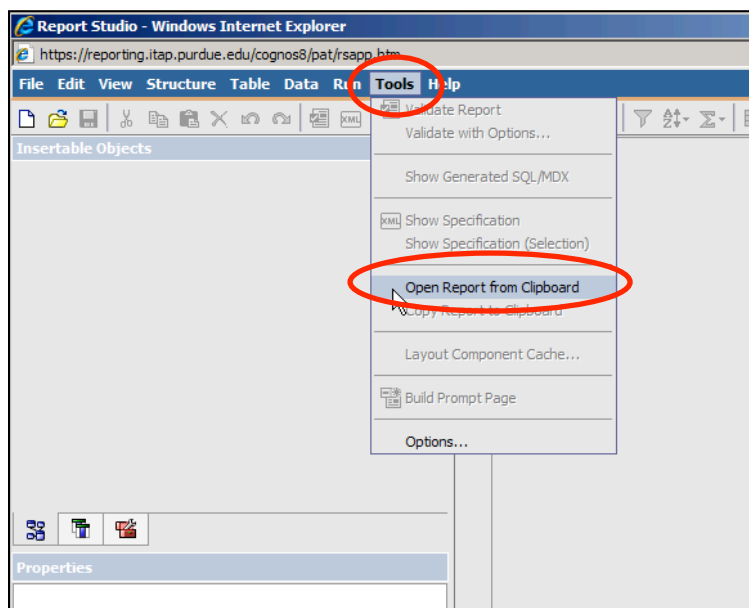 Report Studio - Windows Internet Explorer
https://reporting.itap.purdue.edu/cognos8/pat/rsapp.htm
File Edit View Structure Table Data Run Tools Help
XML
Insertable Objects
Validate Report
Validate with Options...
Show Generated SQL/MDX
XML Show Specification
Show Specification (Selection)
Open Report from Clipboard
Copy Report to Clipboard
Layout Component Cache...
Build Prompt Page
Options...
Properties